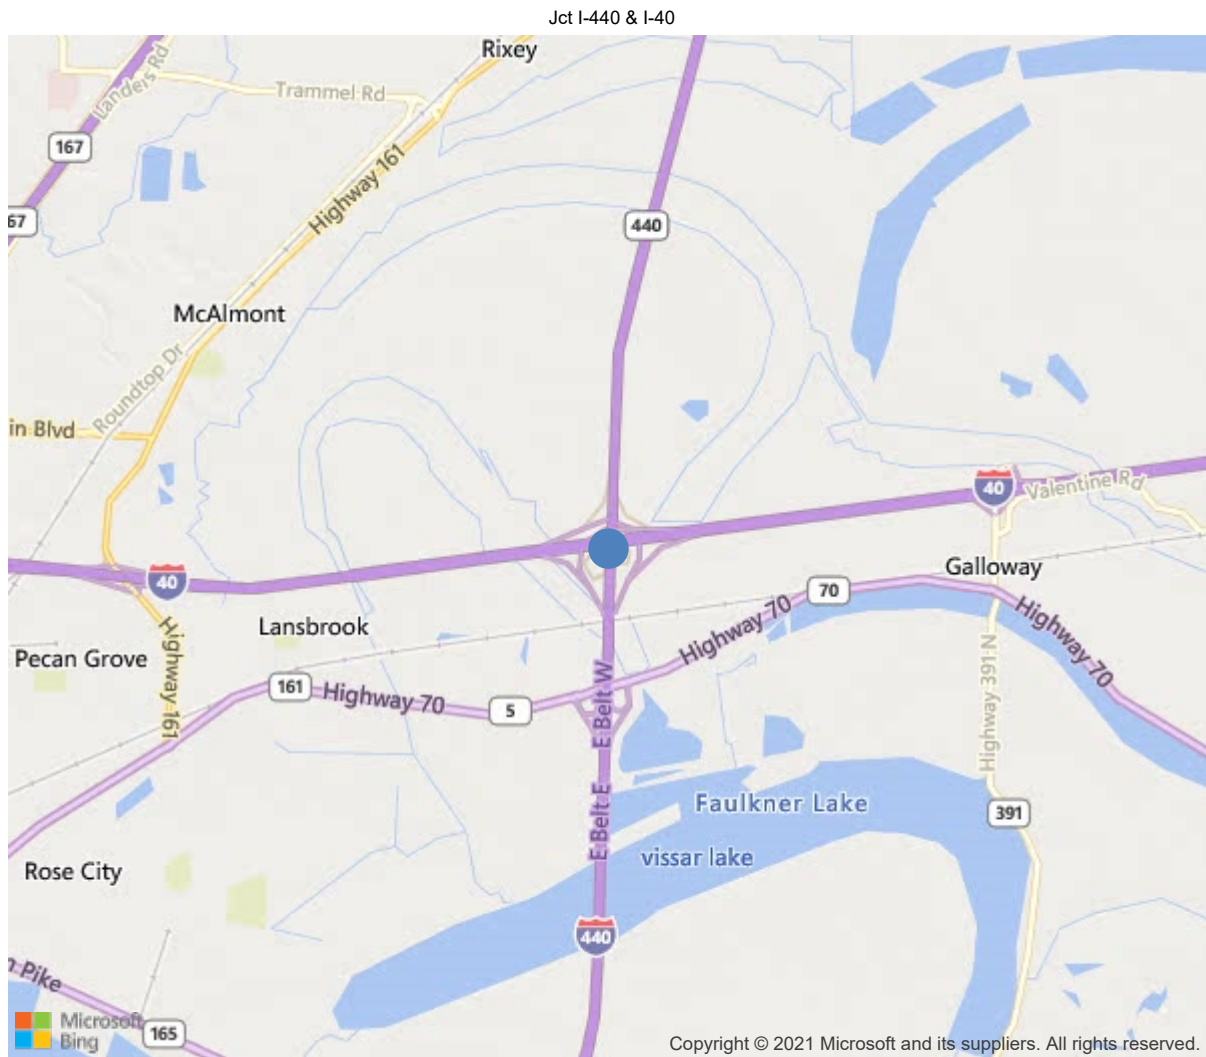 Jct I-440 & I-40
Rixey
Landers Rd
Trammel Rd
167
Highway 161
67
440
McAlmont
Roundtop Dr
in Blvd
40
Valentine Rd
40
Galloway
70
Highway 70
Highway 70
Lansbrook
Pecan Grove
Highway 161
161
Highway 70
5
E Belt W
Highway 391 N
E Belt E
Faulkner Lake
391
vissar lake
Rose City
440
n Pike
165
Microsoft
Bing
Copyright © 2021 Microsoft and its suppliers. All rights reserved.